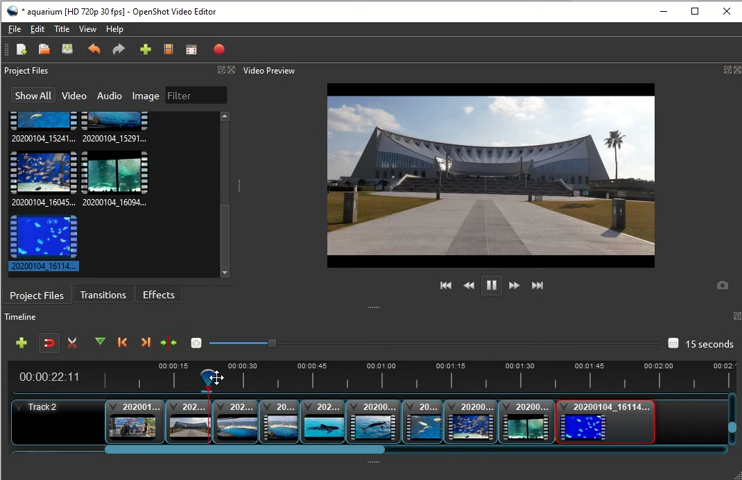 * aquarium [HD 720p 30 fps] - OpenShot Video Editor
File Edit Title View Help
Project Files
Video Preview
Show All Video Audio Image Filter
20200104_15241... 20200104_15291...
20200104_16045... 20200104_16094...
20200104_16114...
Project Files Transitions Effects
Timeline
15 seconds
00:00:22:11
00:00:15 00:00:30 00:00:45 00:01:00 00:01:15 00:01:30 00:01:45 00:02:00 00:02:
Track 2
202001... 202... 202... 20... 202... 20200... 20... 20200... 20200... 20200104_16114...